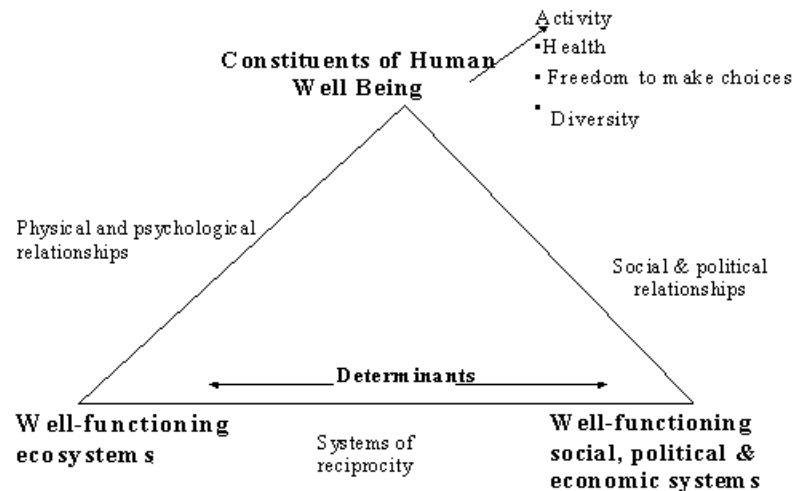 Activity
▪Health
▪ Freedom to make choices
▪ Diversity
Constituents of Human
Well Being
Physical and psychological
relationships
Social & political
relationships
Determinants
Well-functioning
ecosystems
Systems of
reciprocity
Well-functioning
social, political &
economic systems